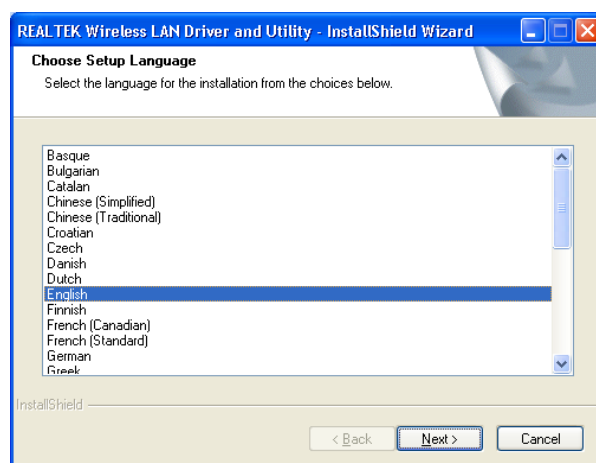 REALTEK Wireless LAN Driver and Utility - InstallShield Wizard
Choose Setup Language
Select the language for the installation from the choices below.
Basque
Bulgarian
Catalan
Chinese (Simplified)
Chinese (Traditional)
Croatian
Czech
Danish
Dutch
English
Finnish
French (Canadian)
French (Standard)
German
Greek
InstallShield
< Back Next > Cancel